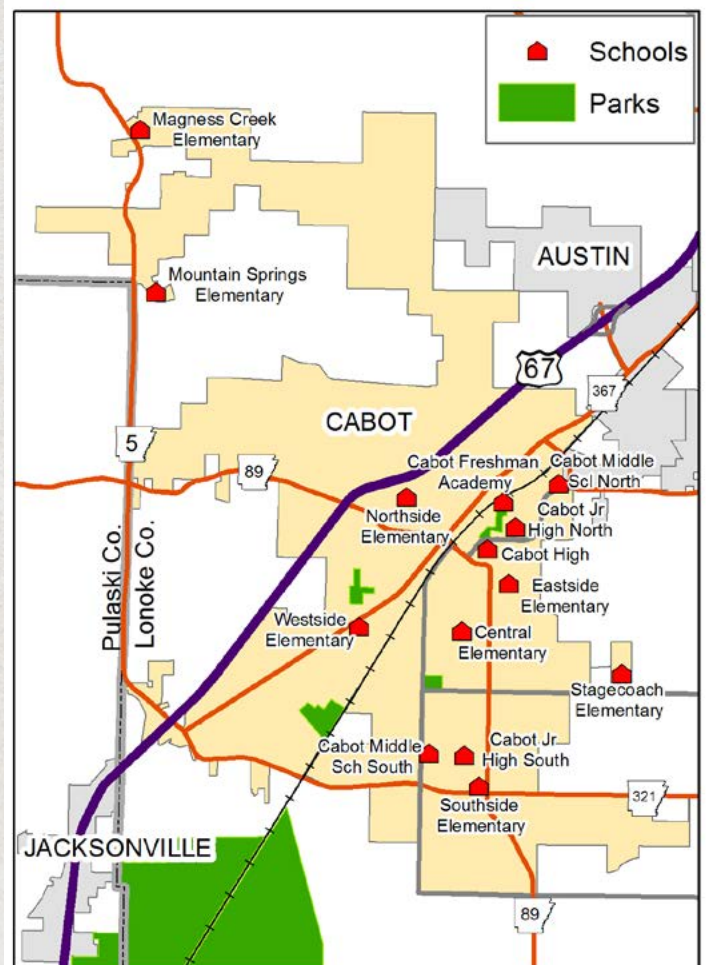 Schools
Parks
Magness Creek
Elementary
AUSTIN
Mountain Springs
Elementary
67
367
CABOT
5
89
Cabot Freshman
Academy
Cabot Middle
Scl North
Northside
Elementary
Cabot Jr
High North
Cabot High
Pulaski Co.
Lonoke Co.
Eastside
Elementary
Westside
Elementary
Central
Elementary
Stagecoach
Elementary
Cabot Middle
Sch South
Cabot Jr
High South
Southside
Elementary
321
JACKSONVILLE
89